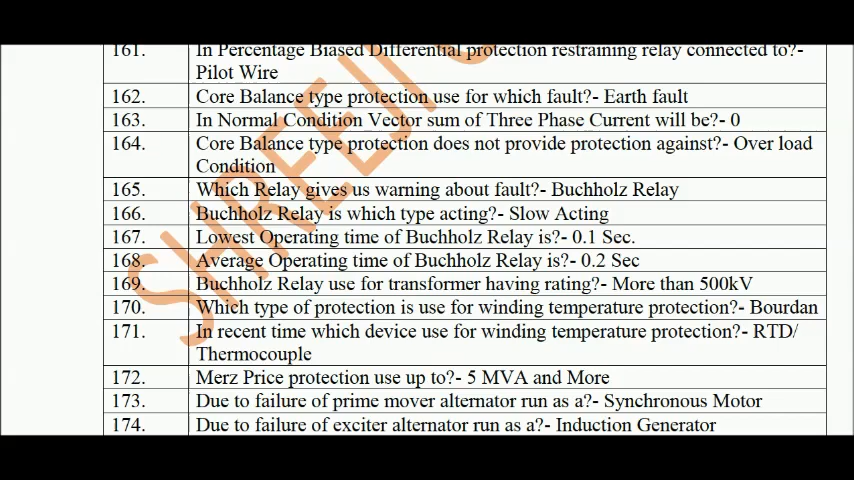 161. In Percentage Biased Differential protection restraining relay connected to?-
Pilot Wire
162. Core Balance type protection use for which fault?- Earth fault
163. In Normal Condition Vector sum of Three Phase Current will be?- 0
164. Core Balance type protection does not provide protection against?- Over load
Condition
165. Which Relay gives us warning about fault?- Buchholz Relay
166. Buchholz Relay is which type acting?- Slow Acting
167. Lowest Operating time of Buchholz Relay is?- 0.1 Sec.
168. Average Operating time of Buchholz Relay is?- 0.2 Sec
169. Buchholz Relay use for transformer having rating?- More than 500kV
170. Which type of protection is use for winding temperature protection?- Bourdan
171. In recent time which device use for winding temperature protection?- RTD/
Thermocouple
172. Merz Price protection use up to?- 5 MVA and More
173. Due to failure of prime mover alternator run as a?- Synchronous Motor
174. Due to failure of exciter alternator run as a?- Induction Generator
SHREEJI